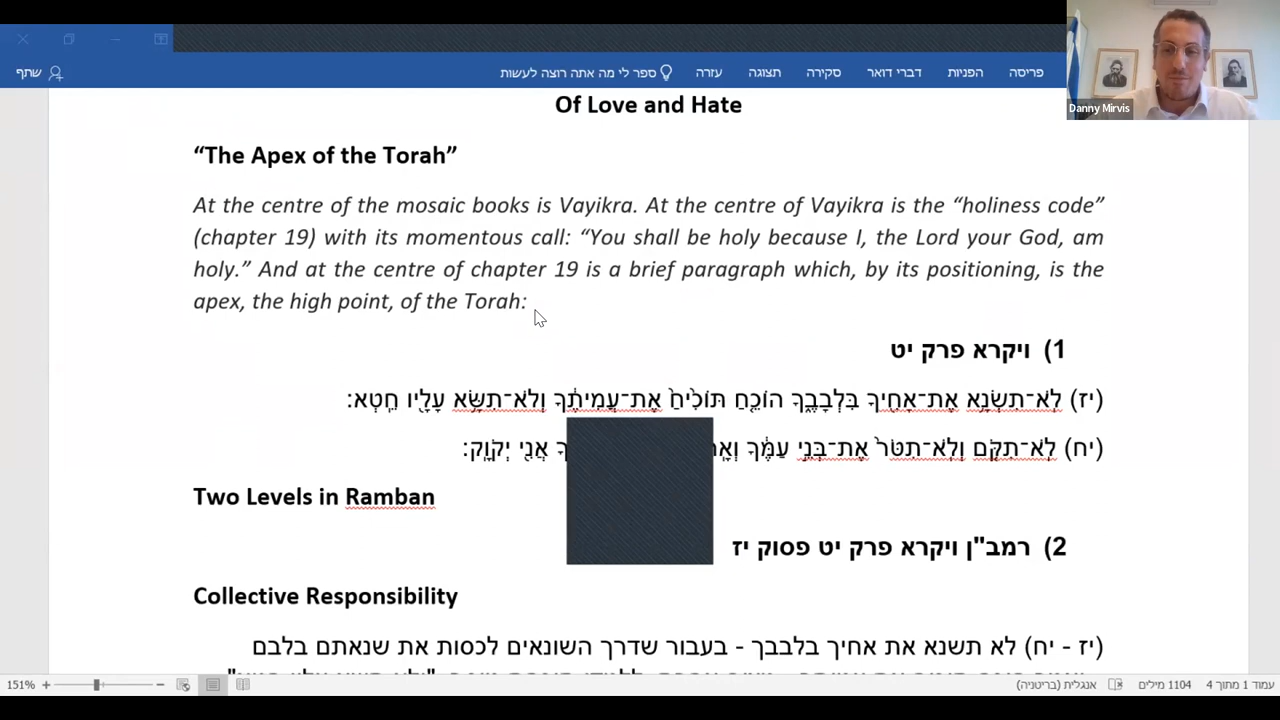 שתף
ספר לי מה אתה רוצה לעשות
עזרה
תצוגה
סקירה
דברי דואר
הפניות
פריסה
Danny Mirvis
Of Love and Hate
“The Apex of the Torah”
At the centre of the mosaic books is Vayikra. At the centre of Vayikra is the “holiness code”
(chapter 19) with its momentous call: “You shall be holy because I, the Lord your God, am
holy.” And at the centre of chapter 19 is a brief paragraph which, by its positioning, is the
apex, the high point, of the Torah:
1) ויקרא פרק יט
(יז) לֹֽא־תִשְׂנָ֥א אֶת־אָחִ֖יךָ בִּלְבָבֶ֑ךָ הוֹכֵ֤חַ תּוֹכִ֙יחַ֙ אֶת־עֲמִיתֶ֔ךָ וְלֹא־תִשָּׂ֥א עָלָ֖יו חֵֽטְא:
(יח) לֹֽא־תִקֹּ֤ם וְלֹֽא־תִטֹּר֙ אֶת־בְּנֵ֣י עַמֶּ֔ךָ אֲנִ֖י יְקֹוָֽק:
Two Levels in Ramban
2) רמב"ן ויקרא פרק יט פסוק יז
Collective Responsibility
(יז - יח) לא תשנא את אחיך בלבבך - בעבור שדרך השונאים לכסות את שנאתם בלבם
151%
אנגלית (בריטניה)
1104 מילים
עמוד 1 מתוך 4